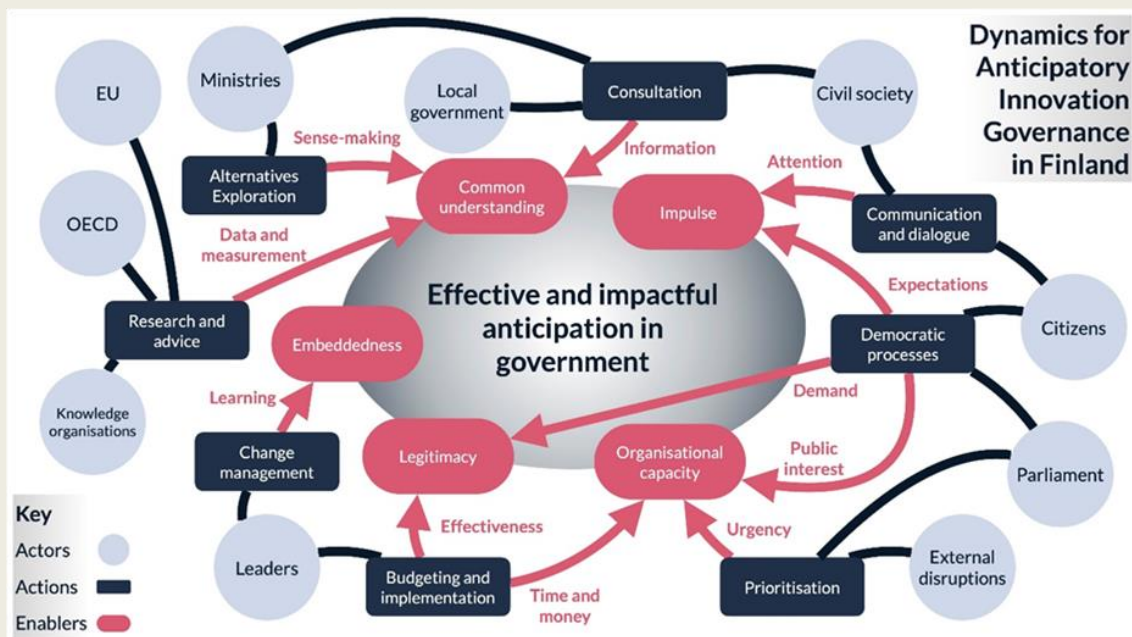 Dynamics for
Anticipatory
Innovation
Governance
in Finland
EU
Ministries
Local
government
Consultation
Civil society
Sense-making
Information
Attention
Alternatives
Exploration
Common
understanding
Impulse
Communication
and dialogue
OECD
Data and
measurement
Expectations
Effective and impactful
anticipation in
government
Research and
advice
Embeddedness
Democratic
processes
Citizens
Demand
Learning
Knowledge
organisations
Change
management
Legitimacy
Organisational
capacity
Public
interest
Parliament
Effectiveness
Urgency
Leaders
Budgeting and
implementation
Time and
money
Prioritisation
External
disruptions
Key
Actors
Actions
Enablers